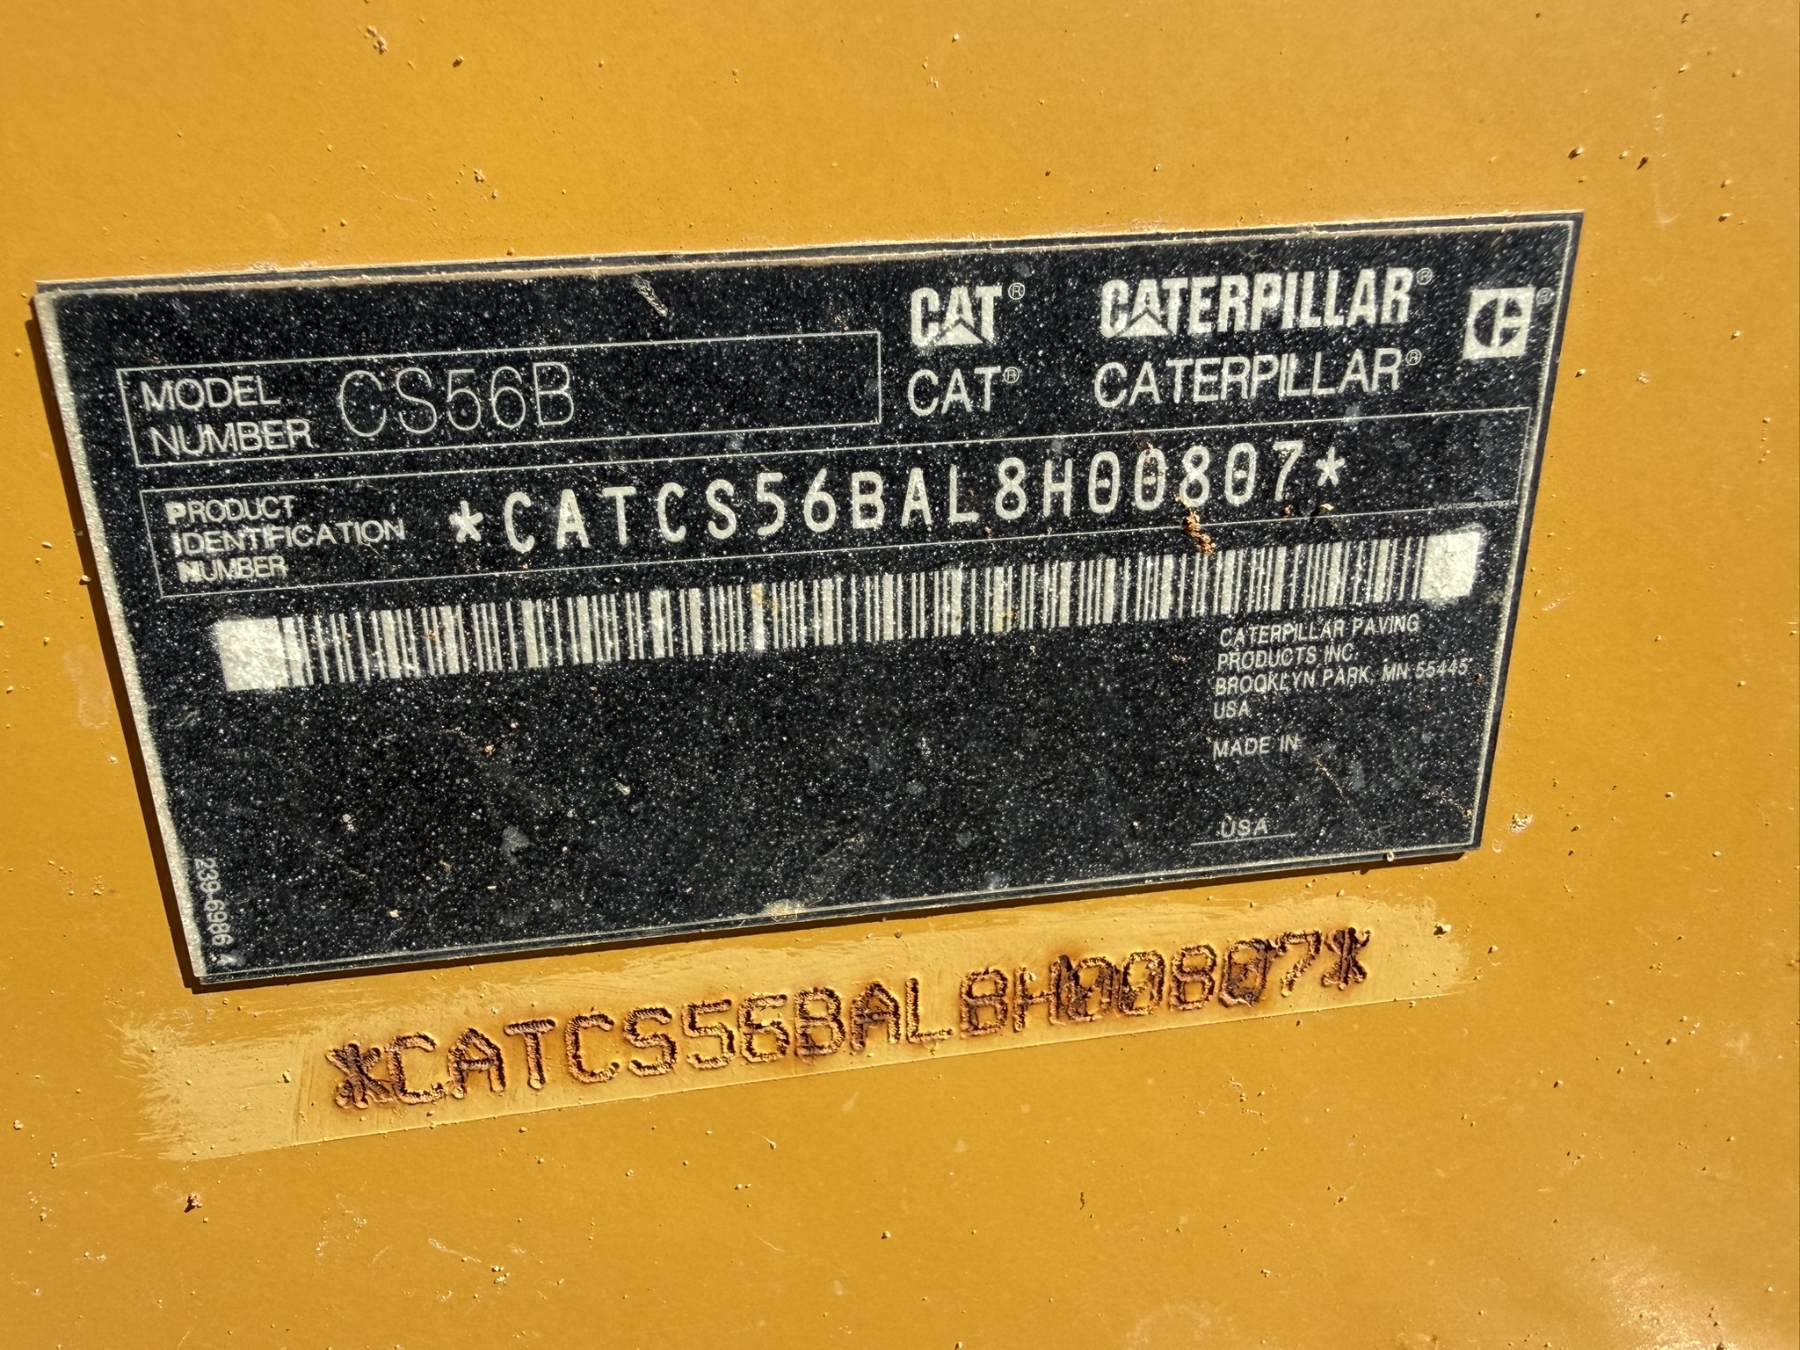 CAT® CATERPILLAR® C®
MODEL NUMBER CS56B
CAT® CATERPILLAR®
PRODUCT IDENTIFICATION NUMBER *CATCS56BAL8H00807*
CATERPILLAR PAVING
PRODUCTS INC.
BROOKLYN PARK, MN 55445
USA
MADE IN
USA
239-6986
*CATCS56BAL8H00807*